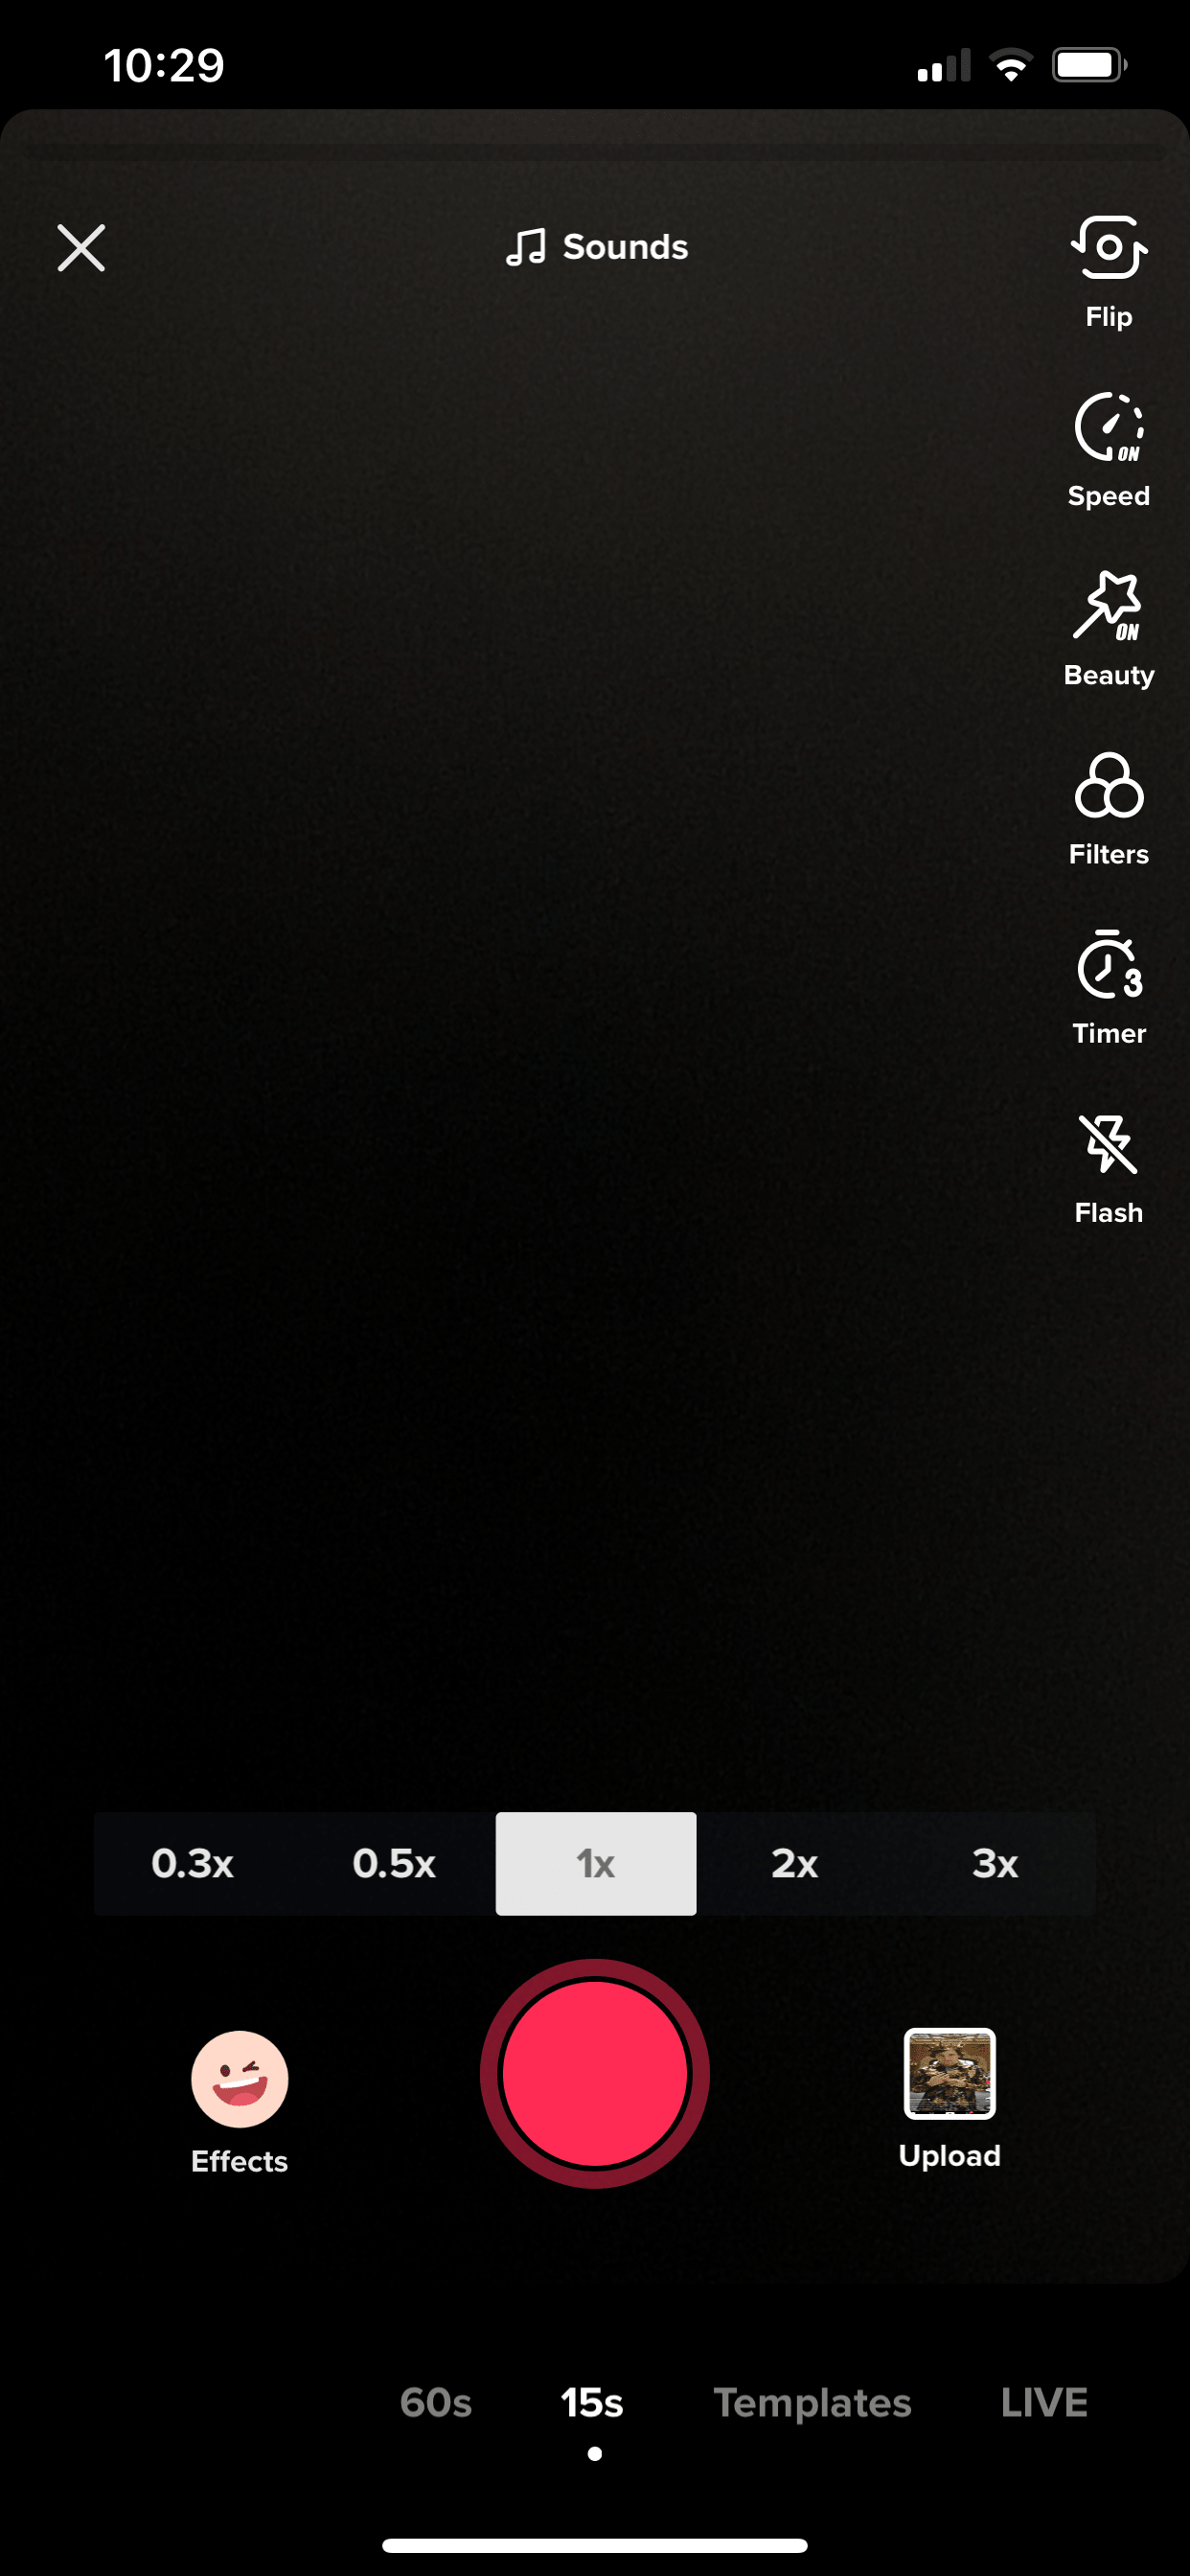 10:29
Sounds
Flip
ON
Speed
ON
Beauty
Filters
3
Timer
Flash
0.3x 0.5x 1x 2x 3x
Effects
Upload
60s 15s Templates LIVE